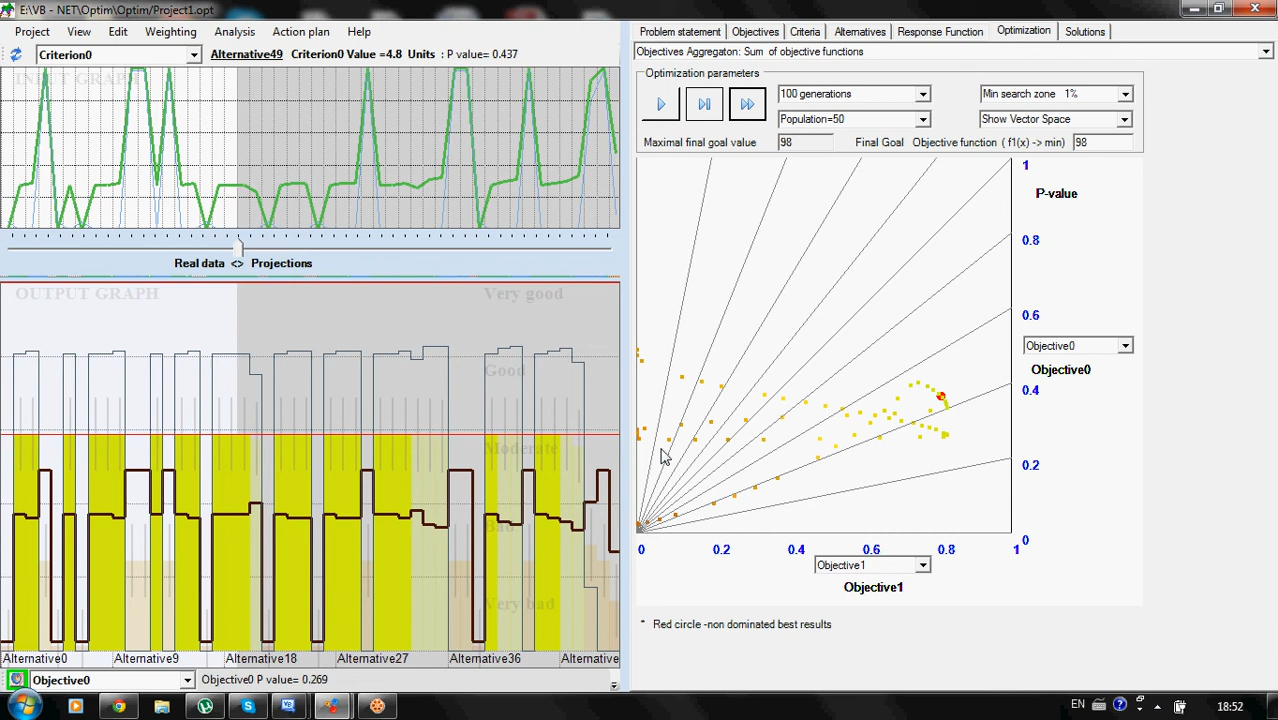 E:\VB - NET\Optim\Optim/Project1.opt
Project View Edit Weighting Analysis Action plan Help
Criterion0 Alternative49 Criterion0 Value =4.8 Units : P value= 0.437
INPUT GRAPH
Real data <> Projections
OUTPUT GRAPH
Very good
Good
Moderate
Bad
Very bad
Alternative0 Alternative9 Alternative18 Alternative27 Alternative36 Alternative
Objective0 Objective0 P value= 0.269
Problem statement Objectives Criteria Alternatives Response Function Optimization Solutions
Objectives Aggregaton: Sum of objective functions
Optimization parameters
100 generations Min search zone 1%
Population=50 Show Vector Space
Maximal final goal value 98 Final Goal Objective function ( f1(x) -> min) 98
1
P-value
0.8
0.6
Objective0
Objective0
0.4
0.2
0
0 0.2 0.4 0.6 0.8 1
Objective1
Objective1
* Red circle -non dominated best results
EN 18:52